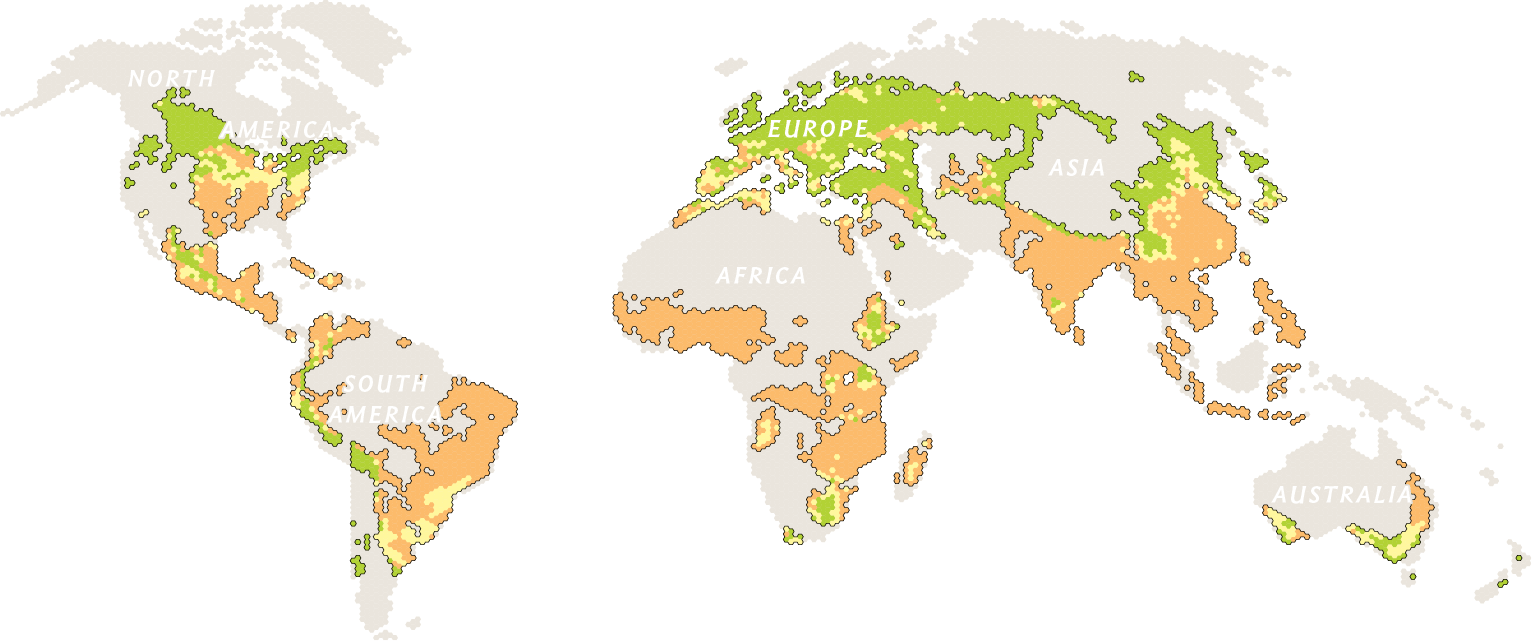 NORTH
AMERICA
EUROPE
ASIA
AFRICA
SOUTH
AMERICA
AUSTRALIA